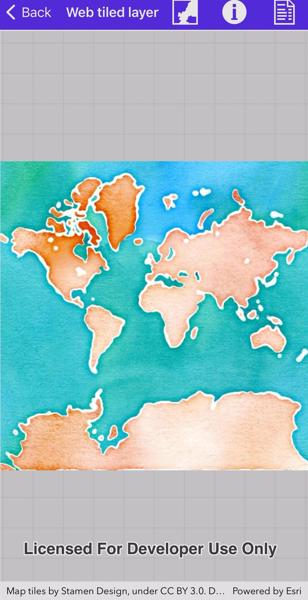 Back
Web tiled layer
Licensed For Developer Use Only
Map tiles by Stamen Design, under CC BY 3.0. D… Powered by Esri